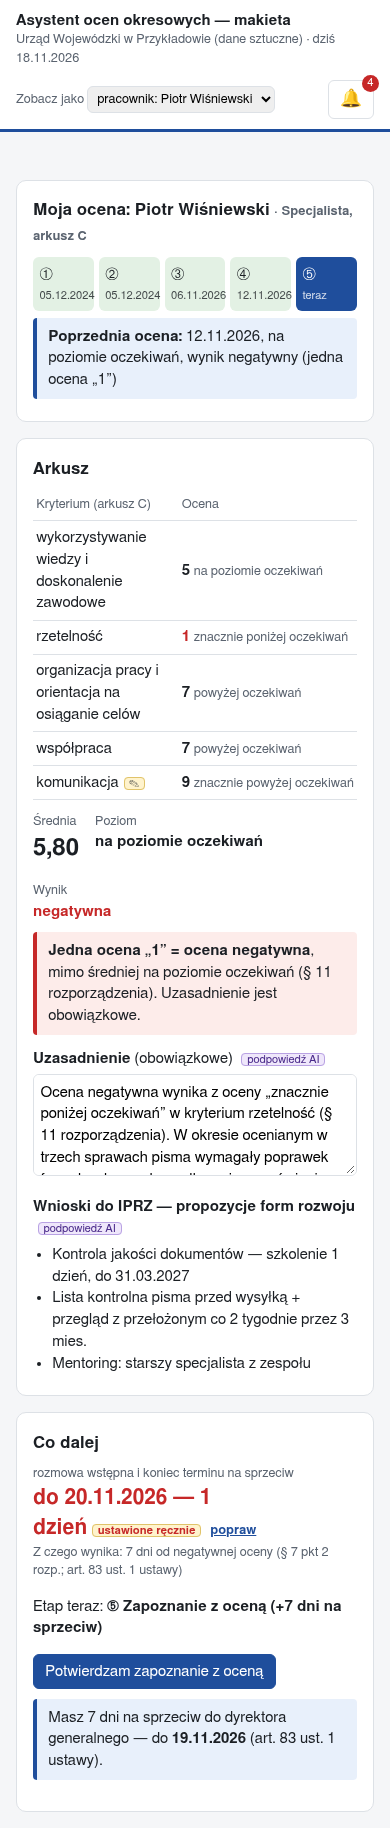 Asystent ocen okresowych — makieta
Urząd Wojewódzki w Przykładowie (dane sztuczne) · dziś
18.11.2026
Zobacz jako pracownik: Piotr Wiśniewski
4
Moja ocena: Piotr Wiśniewski · Specjalista,
arkusz C
① ② ③ ④ ⑤
05.12.2024 05.12.2024 06.11.2026 12.11.2026 teraz
Poprzednia ocena: 12.11.2026, na
poziomie oczekiwań, wynik negatywny (jedna
ocena „1”)
Arkusz
Kryterium (arkusz C) Ocena
wykorzystywanie
wiedzy i
doskonalenie
zawodowe
5 na poziomie oczekiwań
rzetelność 1 znacznie poniżej oczekiwań
organizacja pracy i
orientacja na
osiąganie celów
7 powyżej oczekiwań
współpraca 7 powyżej oczekiwań
komunikacja ✎ 9 znacznie powyżej oczekiwań
Średnia Poziom
5,80 na poziomie oczekiwań
Wynik
negatywna
Jedna ocena „1” = ocena negatywna,
mimo średniej na poziomie oczekiwań (§ 11
rozporządzenia). Uzasadnienie jest
obowiązkowe.
Uzasadnienie (obowiązkowe) podpowiedź AI
Ocena negatywna wynika z oceny „znacznie
poniżej oczekiwań” w kryterium rzetelność (§
11 rozporządzenia). W okresie ocenianym w
trzech sprawach pisma wymagały poprawek
Wnioski do IPRZ — propozycje form rozwoju
podpowiedź AI
• Kontrola jakości dokumentów — szkolenie 1
dzień, do 31.03.2027
• Lista kontrolna pisma przed wysyłką +
przegląd z przełożonym co 2 tygodnie przez 3
mies.
• Mentoring: starszy specjalista z zespołu
Co dalej
rozmowa wstępna i koniec terminu na sprzeciw
do 20.11.2026 — 1
dzień ustawione ręcznie popraw
Z czego wynika: 7 dni od negatywnej oceny (§ 7 pkt 2
rozp.; art. 83 ust. 1 ustawy)
Etap teraz: ⑤ Zapoznanie z oceną (+7 dni na
sprzeciw)
Potwierdzam zapoznanie z oceną
Masz 7 dni na sprzeciw do dyrektora
generalnego — do 19.11.2026 (art. 83 ust. 1
ustawy).